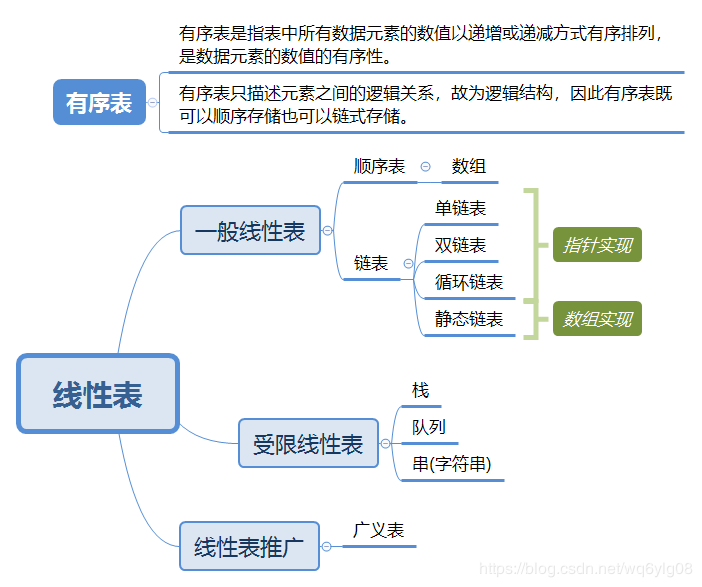 有序表是指表中所有数据元素的数值以递增或递减方式有序排列，
是数据元素的数值的有序性。
有序表
有序表只描述元素之间的逻辑关系，故为逻辑结构，因此有序表既
可以顺序存储也可以链式存储。
顺序表
数组
一般线性表
单链表
双链表
指针实现
链表
循环链表
静态链表
数组实现
线性表
栈
队列
受限线性表
串(字符串)
线性表推广
广义表
https://blog.csdn.net/wq6ylg08